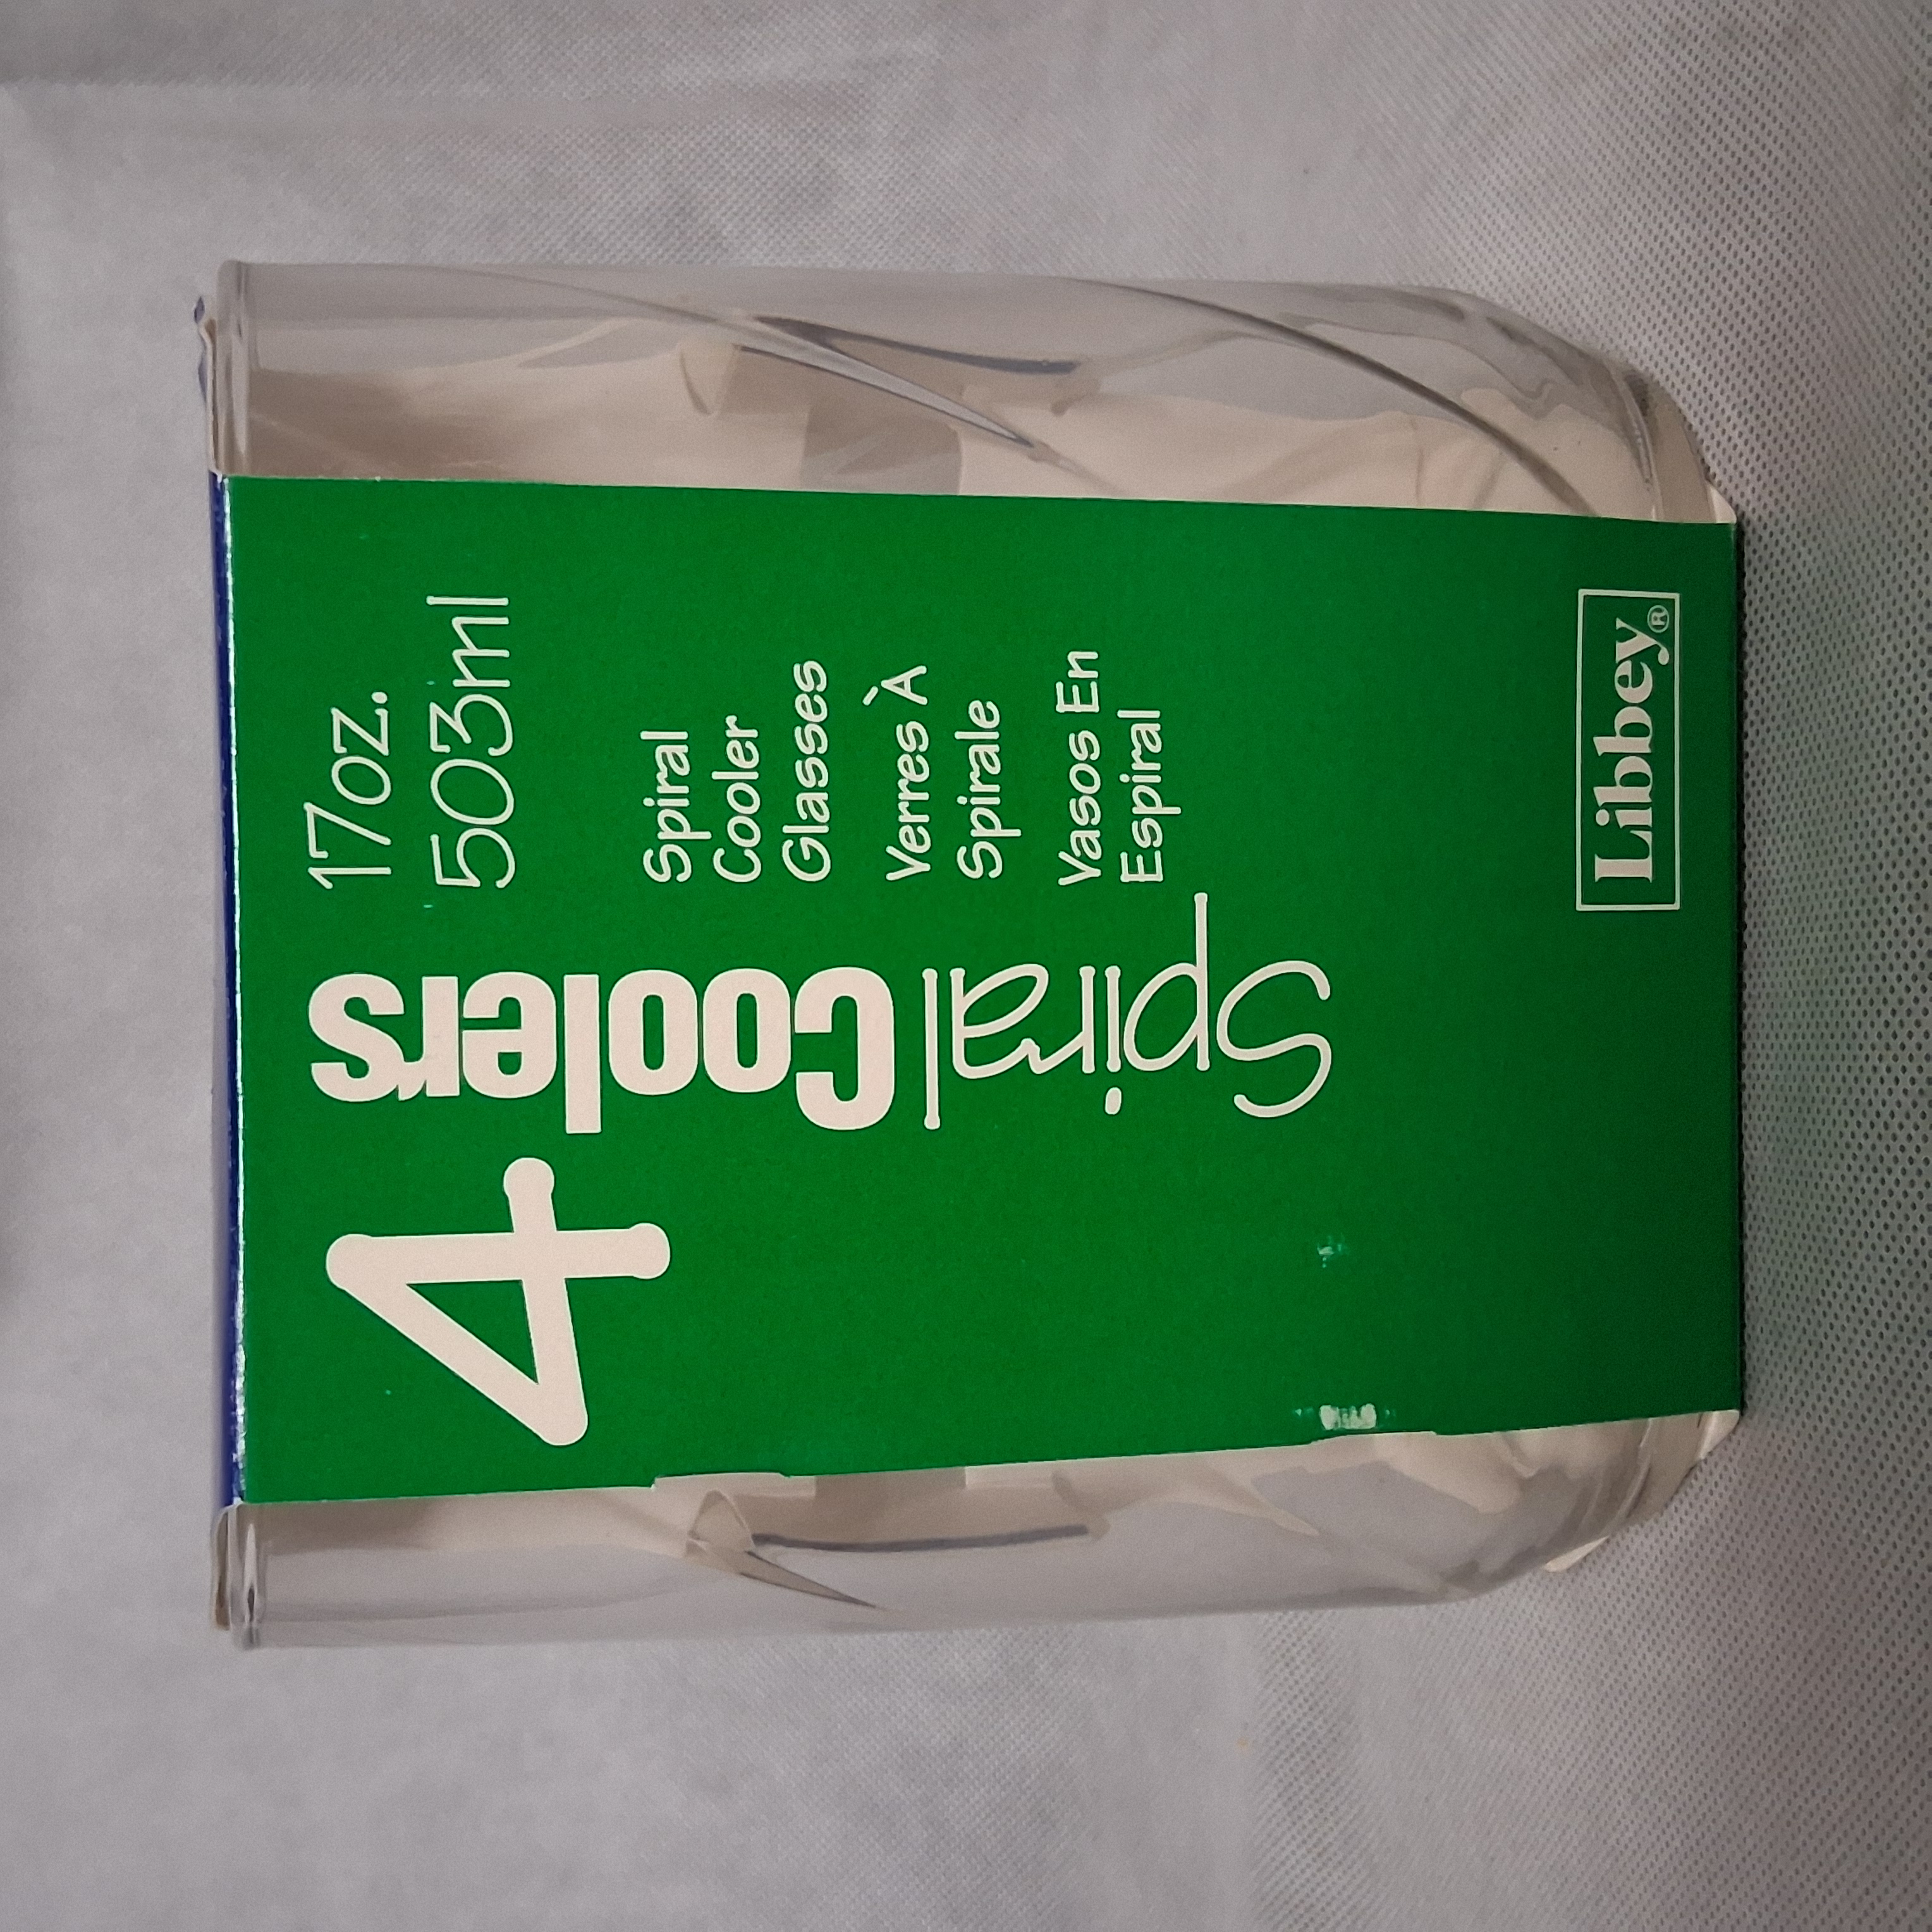 4
Spiral Coolers
17oz.
503ml
Spiral
Cooler
Glasses
Verres À
Spirale
Vasos En
Espiral
Libbey®